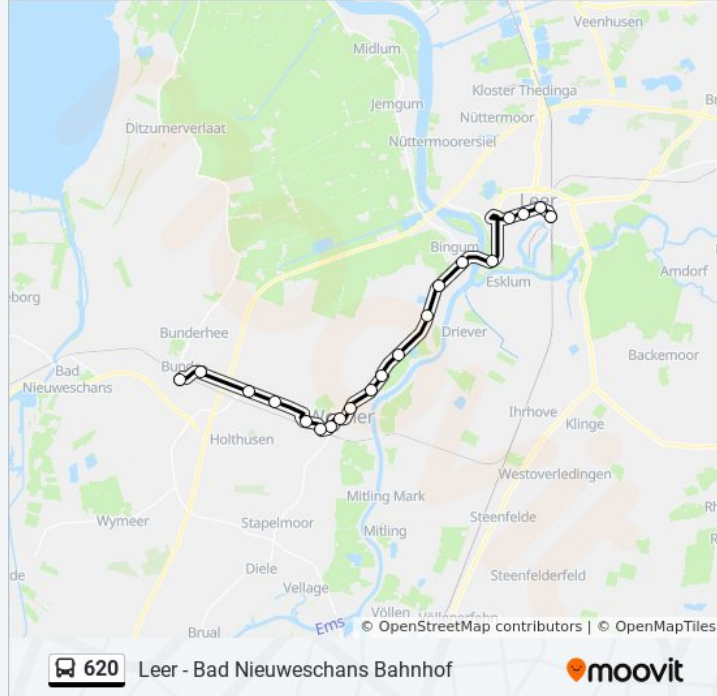 Veenhusen
Midlum
Kloster Thedinga
Jemgum
Nüttermoor
Ditzumerverlaat
Nüttermoorersiel
Leer
Bingum
Amdorf
Esklum
eborg
Driever
Bunderhee
Backemoor
Bad
Nieuweschans
Bunde
Ihrhove
Klinge
Holthusen
Westoverledingen
Mitling Mark
Wymeer
Stapelmoor
Steenfelde
Mitling
de
Diele
Steenfelderfeld
Vellage
Völlen
Ems
Brual
© OpenStreetMap contributors | © OpenMapTiles
620 Leer - Bad Nieuweschans Bahnhof moovit